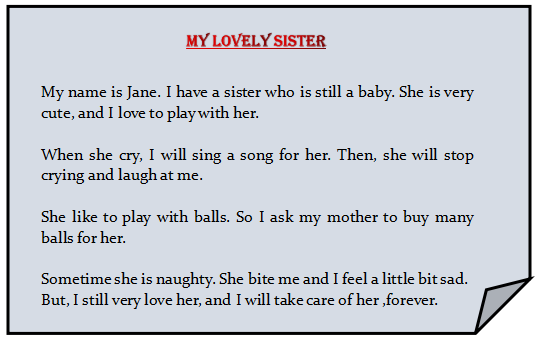 MY LOVELY SISTER
My name is Jane. I have a sister who is still a baby. She is very
cute, and I love to play with her.
When she cry, I will sing a song for her. Then, she will stop
crying and laugh at me.
She like to play with balls. So I ask my mother to buy many
balls for her.
Sometime she is naughty. She bite me and I feel a little bit sad.
But, I still very love her, and I will take care of her ,forever.